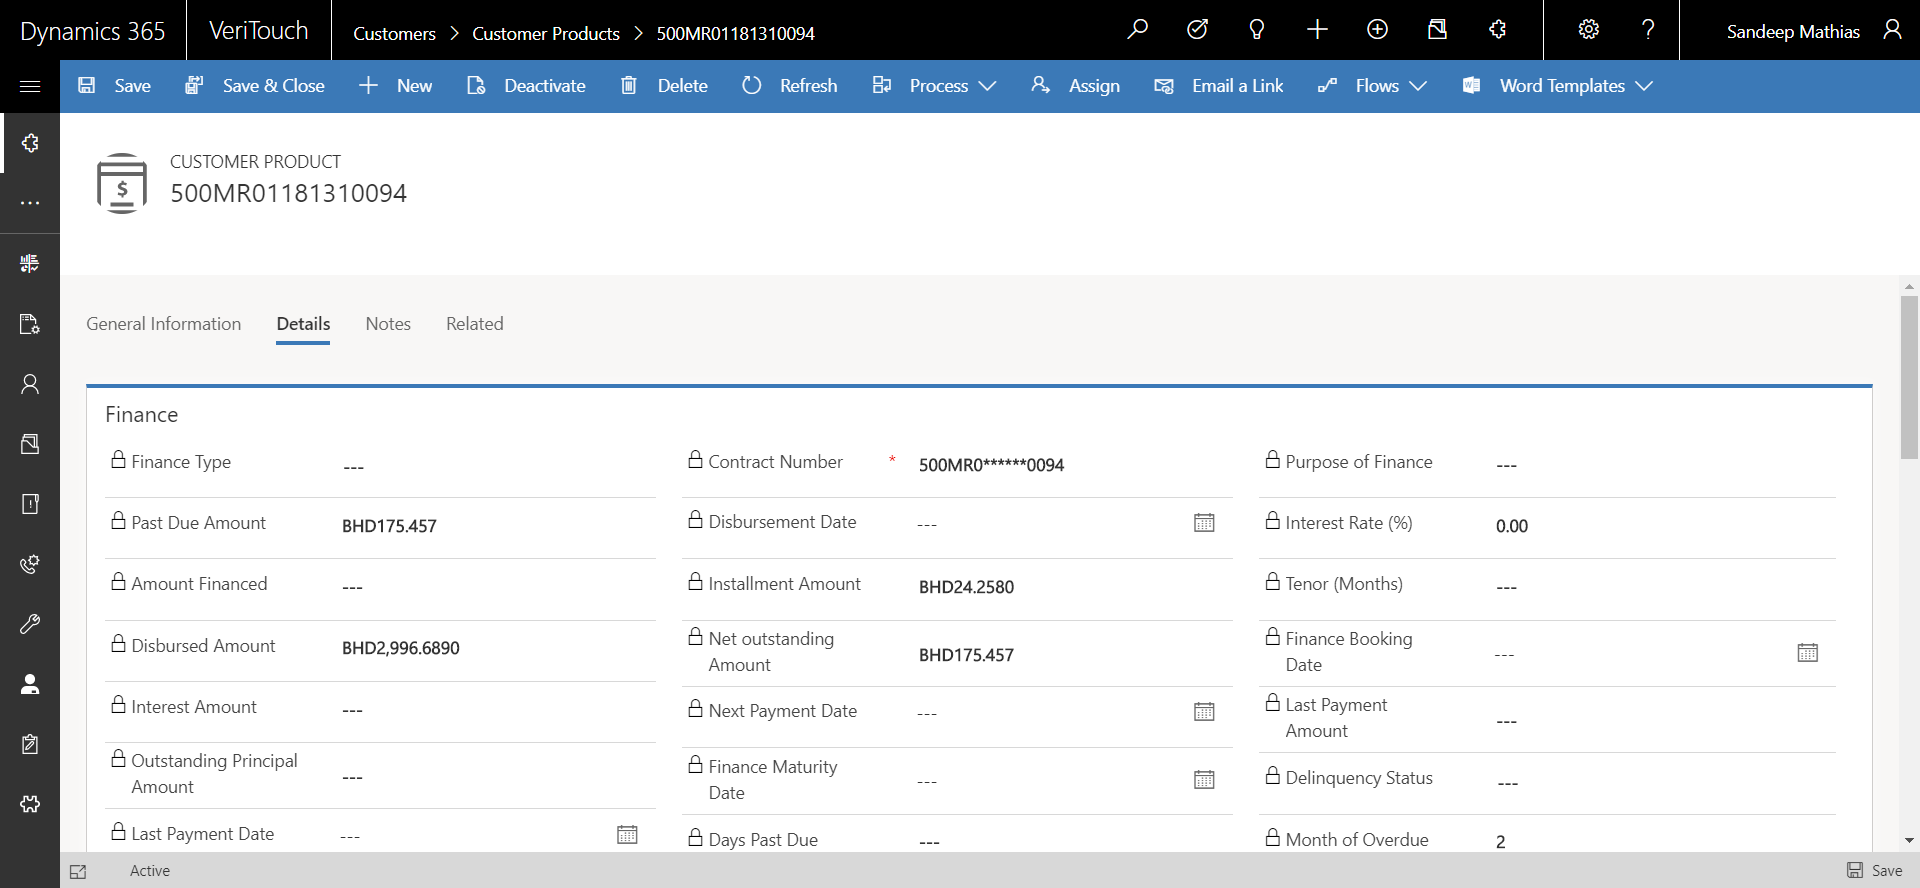 Dynamics 365
VeriTouch
Customers > Customer Products > 500MR01181310094
Sandeep Mathias
Save
Save & Close
New
Deactivate
Delete
Refresh
Process
Assign
Email a Link
Flows
Word Templates
CUSTOMER PRODUCT
500MR01181310094
General Information
Details
Notes
Related
Finance
Finance Type
---
Contract Number
*
500MR0******0094
Purpose of Finance
---
Past Due Amount
BHD175.457
Disbursement Date
---
Interest Rate (%)
0.00
Amount Financed
---
Installment Amount
BHD24.2580
Tenor (Months)
---
Disbursed Amount
BHD2,996.6890
Net outstanding
Amount
BHD175.457
Finance Booking
Date
---
Interest Amount
---
Next Payment Date
---
Last Payment
Amount
---
Outstanding Principal
Amount
---
Finance Maturity
Date
---
Delinquency Status
---
Last Payment Date
---
Days Past Due
---
Month of Overdue
2
Active
Save